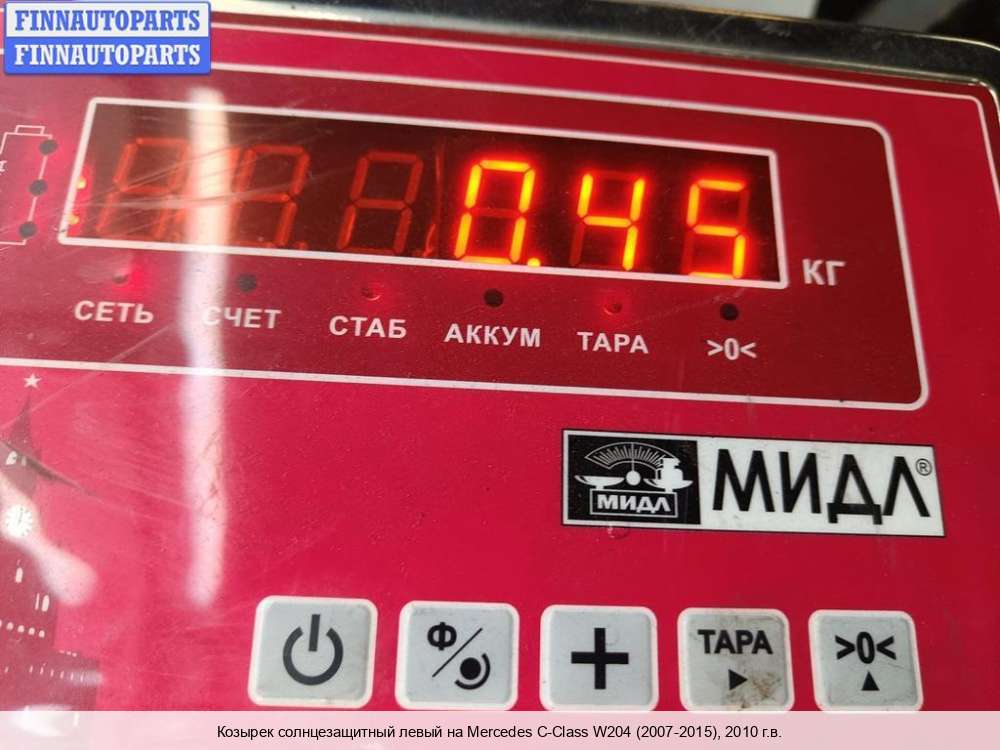 FINNAUTOPARTS
FINNAUTOPARTS
0.45
КГ
СЕТЬ СЧЕТ СТАБ АККУМ ТАРА >0<
МИДЛ
МИДЛ®
Ф
+
ТАРА
>0<
Козырек солнцезащитный левый на Mercedes C-Class W204 (2007-2015), 2010 г.в.